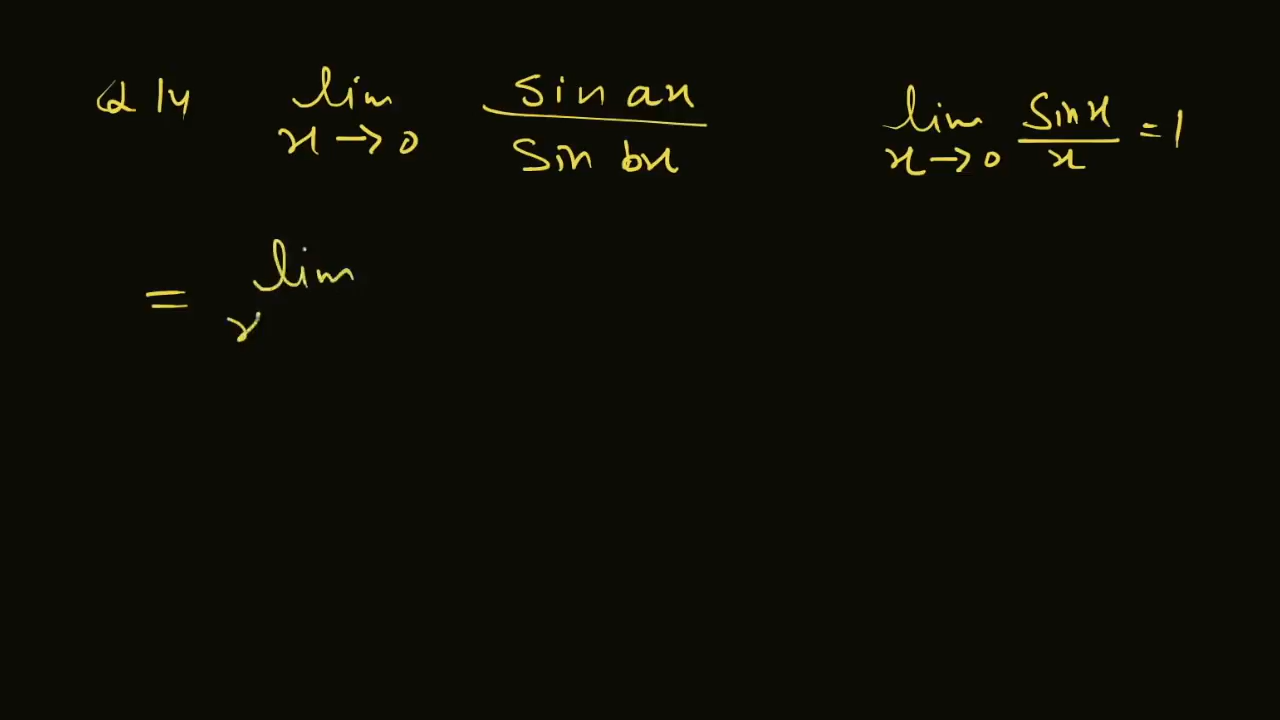 Q 14 lim x→0 sin ax / sin bx lim x→0 sin x / x = 1
= lim x